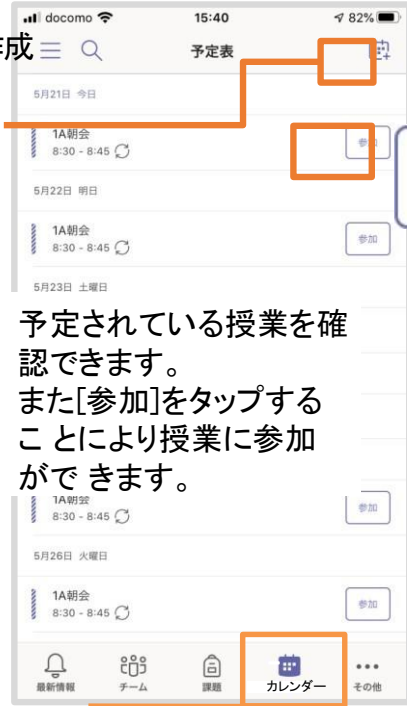 docomo 15:40 82%
作成
予定表
5月21日 今日
1A朝会
8:30 - 8:45
参加
5月22日 明日
1A朝会
8:30 - 8:45
参加
5月23日 土曜日
予定されている授業を確
認できます。
また[参加]をタップする
こ とにより授業に参加
がで きます。
1A朝会
8:30 - 8:45
参加
5月26日 火曜日
1A朝会
8:30 - 8:45
参加
最新情報 チーム 課題 カレンダー その他